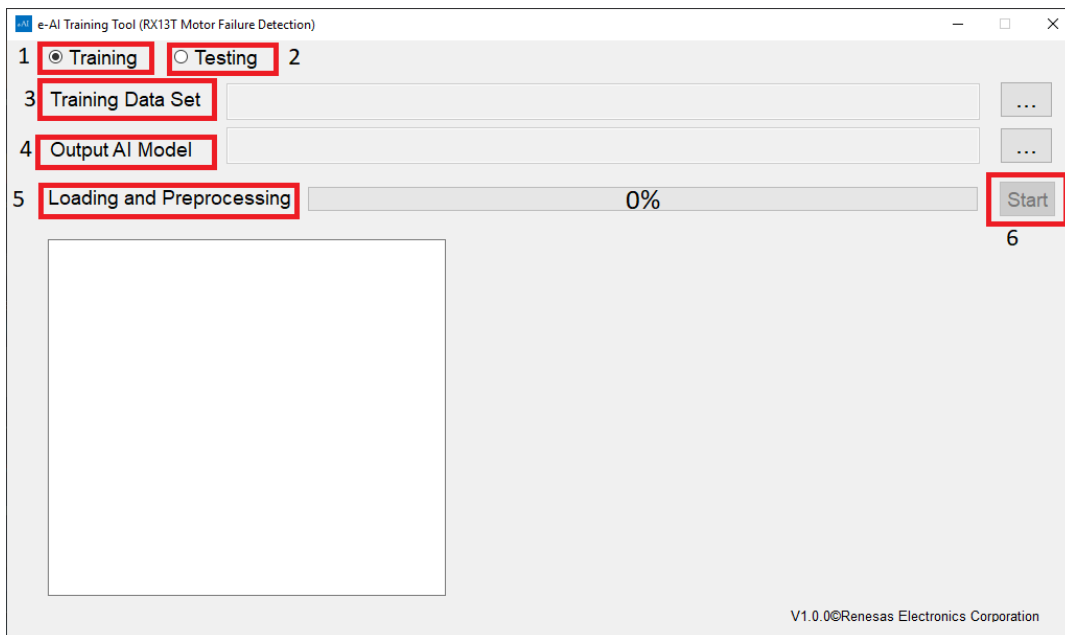 e-AI e-AI Training Tool (RX13T Motor Failure Detection)
1 Training Testing 2
3 Training Data Set ...
4 Output AI Model ...
5 Loading and Preprocessing 0% Start
6
V1.0.0©Renesas Electronics Corporation